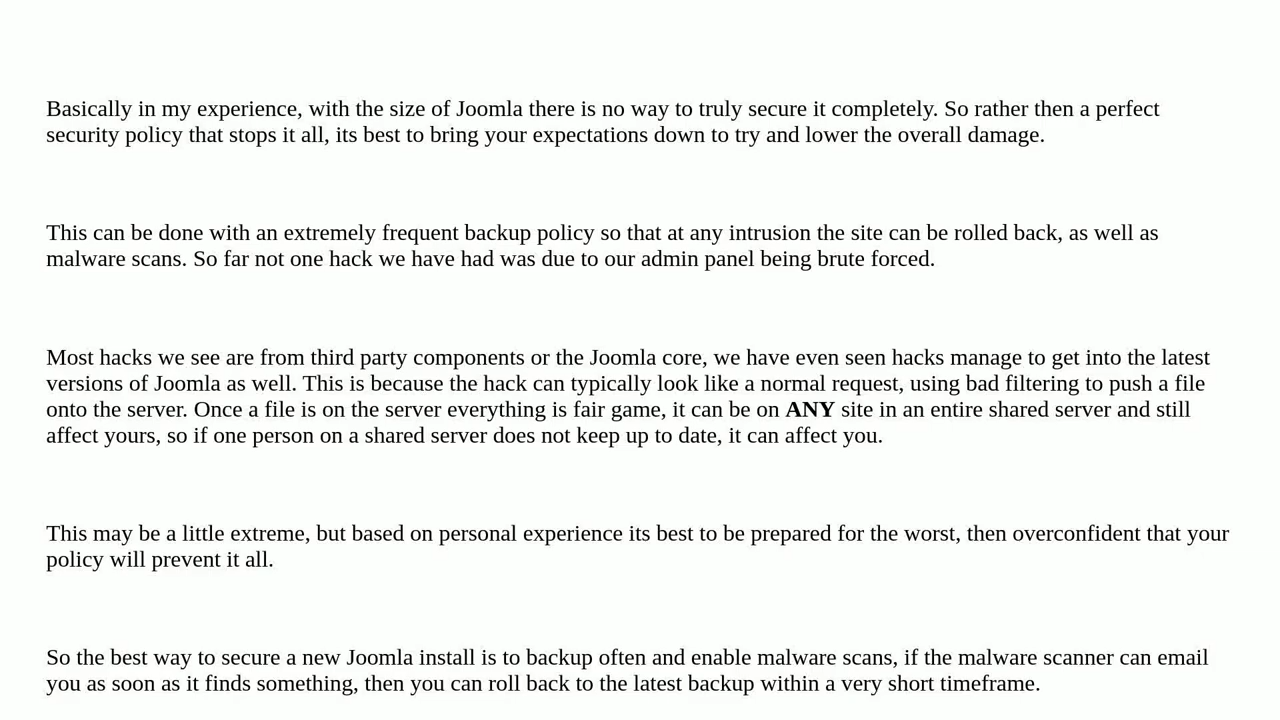 Basically in my experience, with the size of Joomla there is no way to truly secure it completely. So rather then a perfect
security policy that stops it all, its best to bring your expectations down to try and lower the overall damage.
This can be done with an extremely frequent backup policy so that at any intrusion the site can be rolled back, as well as
malware scans. So far not one hack we have had was due to our admin panel being brute forced.
Most hacks we see are from third party components or the Joomla core, we have even seen hacks manage to get into the latest
versions of Joomla as well. This is because the hack can typically look like a normal request, using bad filtering to push a file
onto the server. Once a file is on the server everything is fair game, it can be on ANY site in an entire shared server and still
affect yours, so if one person on a shared server does not keep up to date, it can affect you.
This may be a little extreme, but based on personal experience its best to be prepared for the worst, then overconfident that your
policy will prevent it all.
So the best way to secure a new Joomla install is to backup often and enable malware scans, if the malware scanner can email
you as soon as it finds something, then you can roll back to the latest backup within a very short timeframe.